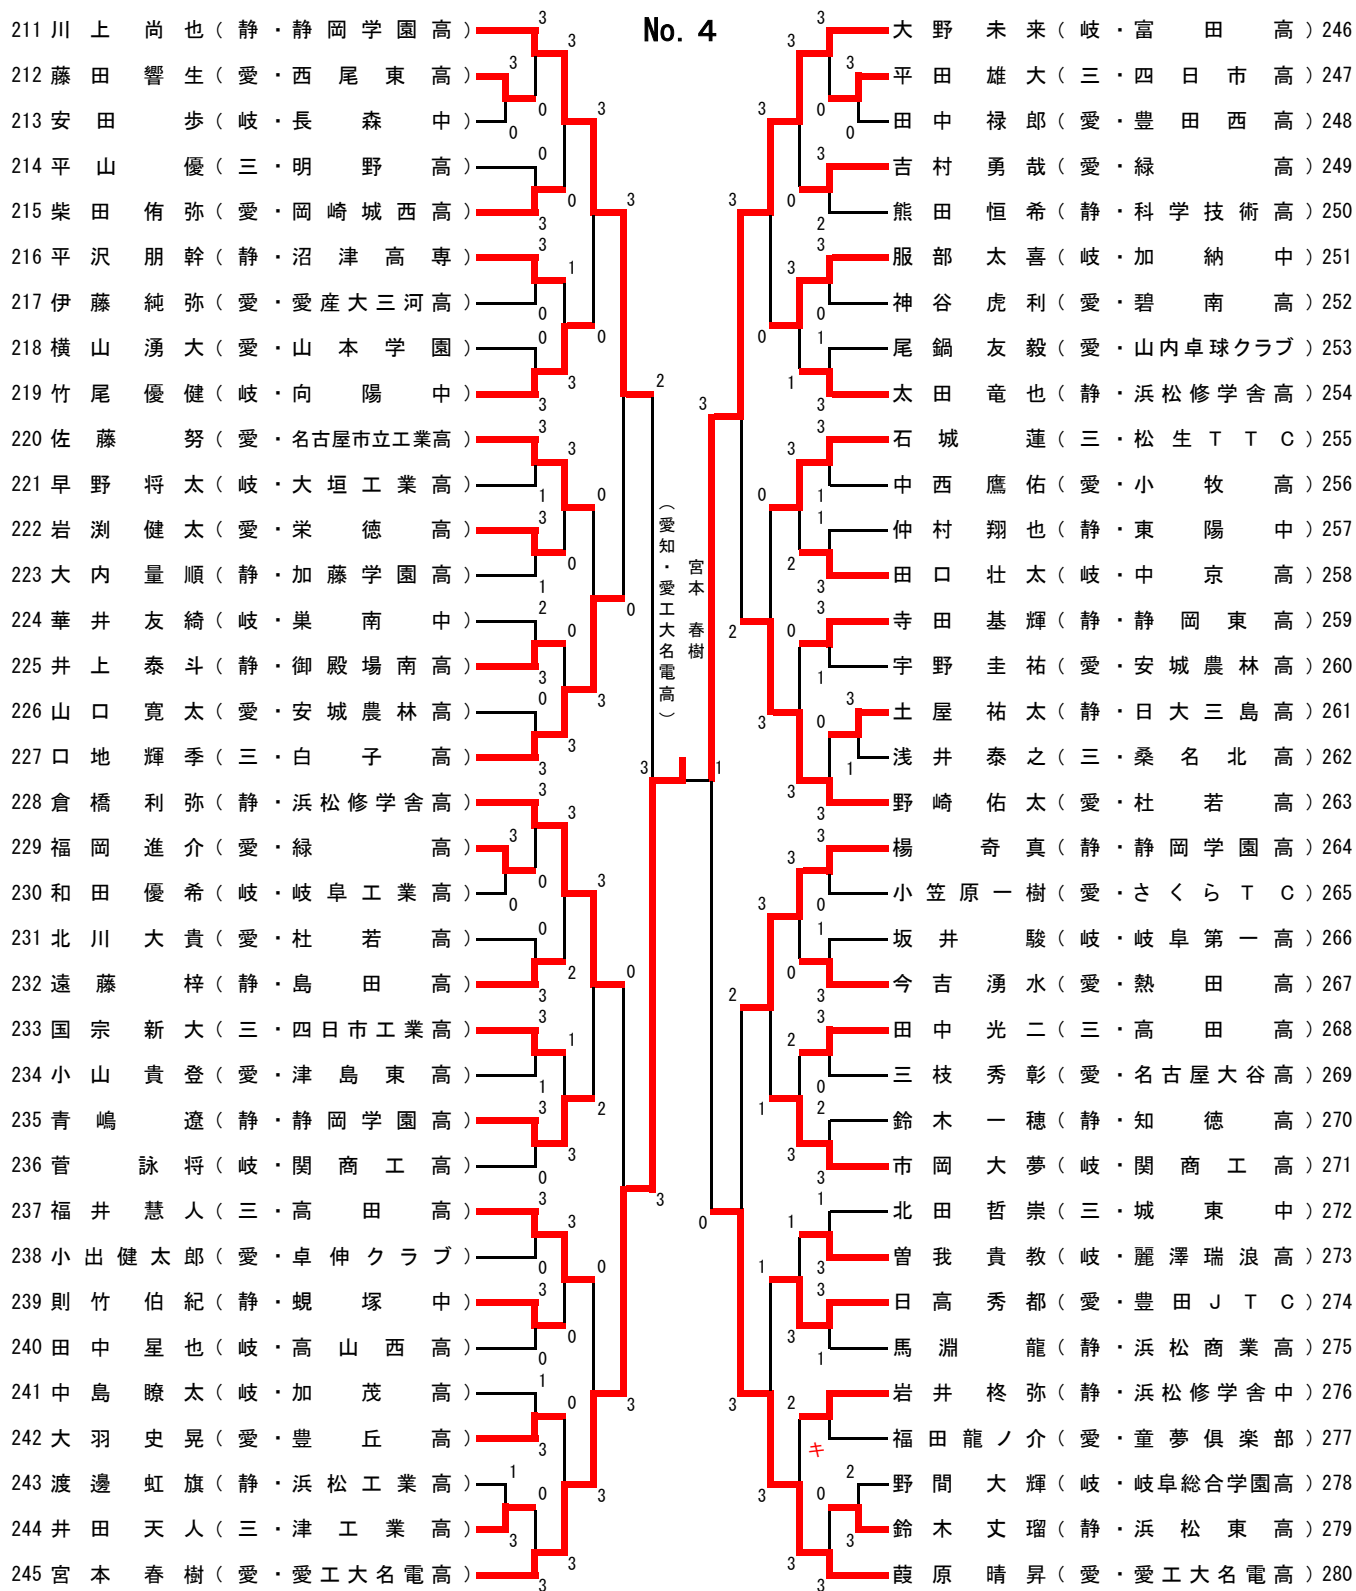 No. 4
211 川上 尚也 (静・静岡学園高)
212 藤田 響生 (愛・西尾東高)
213 安田 歩 (岐・長森中)
214 平山 優 (三・明野高)
215 柴田 侑弥 (愛・岡崎城西高)
216 平沢 朋幹 (静・沼津高専)
217 伊藤 純弥 (愛・愛産大三河高)
218 横山 湧大 (愛・山本学園)
219 竹尾 優健 (岐・向陽中)
220 佐藤 努 (愛・名古屋市立工業高)
221 早野 将太 (岐・大垣工業高)
222 岩渕 健太 (愛・栄徳高)
223 大内 量順 (静・加藤学園高)
224 華井 友綺 (岐・巣南中)
225 井上 泰斗 (静・御殿場南高)
226 山口 寛太 (愛・安城農林高)
227 口地 輝季 (三・白子高)
228 倉橋 利弥 (静・浜松修学舎高)
229 福岡 進介 (愛・緑高)
230 和田 優希 (岐・岐阜工業高)
231 北川 大貴 (愛・杜若高)
232 遠藤 梓 (静・島田高)
233 国宗 新大 (三・四日市工業高)
234 小山 貴登 (愛・津島東高)
235 青嶋 遼 (静・静岡学園高)
236 菅 詠将 (岐・関商工高)
237 福井 慧人 (三・高田高)
238 小出健太郎 (愛・卓伸クラブ)
239 則竹 伯紀 (静・蜆塚中)
240 田中 星也 (岐・高山西高)
241 中島 瞭太 (岐・加茂高)
242 大羽 史晃 (愛・豊丘高)
243 渡邊 虹旗 (静・浜松工業高)
244 井田 天人 (三・津工業高)
245 宮本 春樹 (愛・愛工大名電高)
宮本 春樹
(愛知・愛工大名電高)
大野 未来 (岐・富田高) 246
平田 雄大 (三・四日市高) 247
田中 禄郎 (愛・豊田西高) 248
吉村 勇哉 (愛・緑高) 249
熊田 恒希 (静・科学技術高) 250
服部 太喜 (岐・加納中) 251
神谷 虎利 (愛・碧南高) 252
尾鍋 友毅 (愛・山内卓球クラブ) 253
太田 竜也 (静・浜松修学舎高) 254
石城 蓮 (三・松生TTC) 255
中西 鷹佑 (愛・小牧高) 256
仲村 翔也 (静・東陽中) 257
田口 壮太 (岐・中京高) 258
寺田 基輝 (静・静岡東高) 259
宇野 圭祐 (愛・安城農林高) 260
土屋 祐太 (静・日大三島高) 261
浅井 泰之 (三・桑名北高) 262
野崎 佑太 (愛・杜若高) 263
楊 奇真 (静・静岡学園高) 264
小笠原一樹 (愛・さくらTC) 265
坂井 駿 (岐・岐阜第一高) 266
今吉 湧水 (愛・熱田高) 267
田中 光二 (三・高田高) 268
三枝 秀彰 (愛・名古屋大谷高) 269
鈴木 一穂 (静・知徳高) 270
市岡 大夢 (岐・関商工高) 271
北田 哲崇 (三・城東中) 272
曽我 貴教 (岐・麗澤瑞浪高) 273
日高 秀都 (愛・豊田JTC) 274
馬淵 龍 (静・浜松商業高) 275
岩井 柊弥 (静・浜松修学舎中) 276
福田龍ノ介 (愛・童夢倶楽部) 277
キ
野間 大輝 (岐・岐阜総合学園高) 278
鈴木 丈瑠 (静・浜松東高) 279
葭原 晴昇 (愛・愛工大名電高) 280